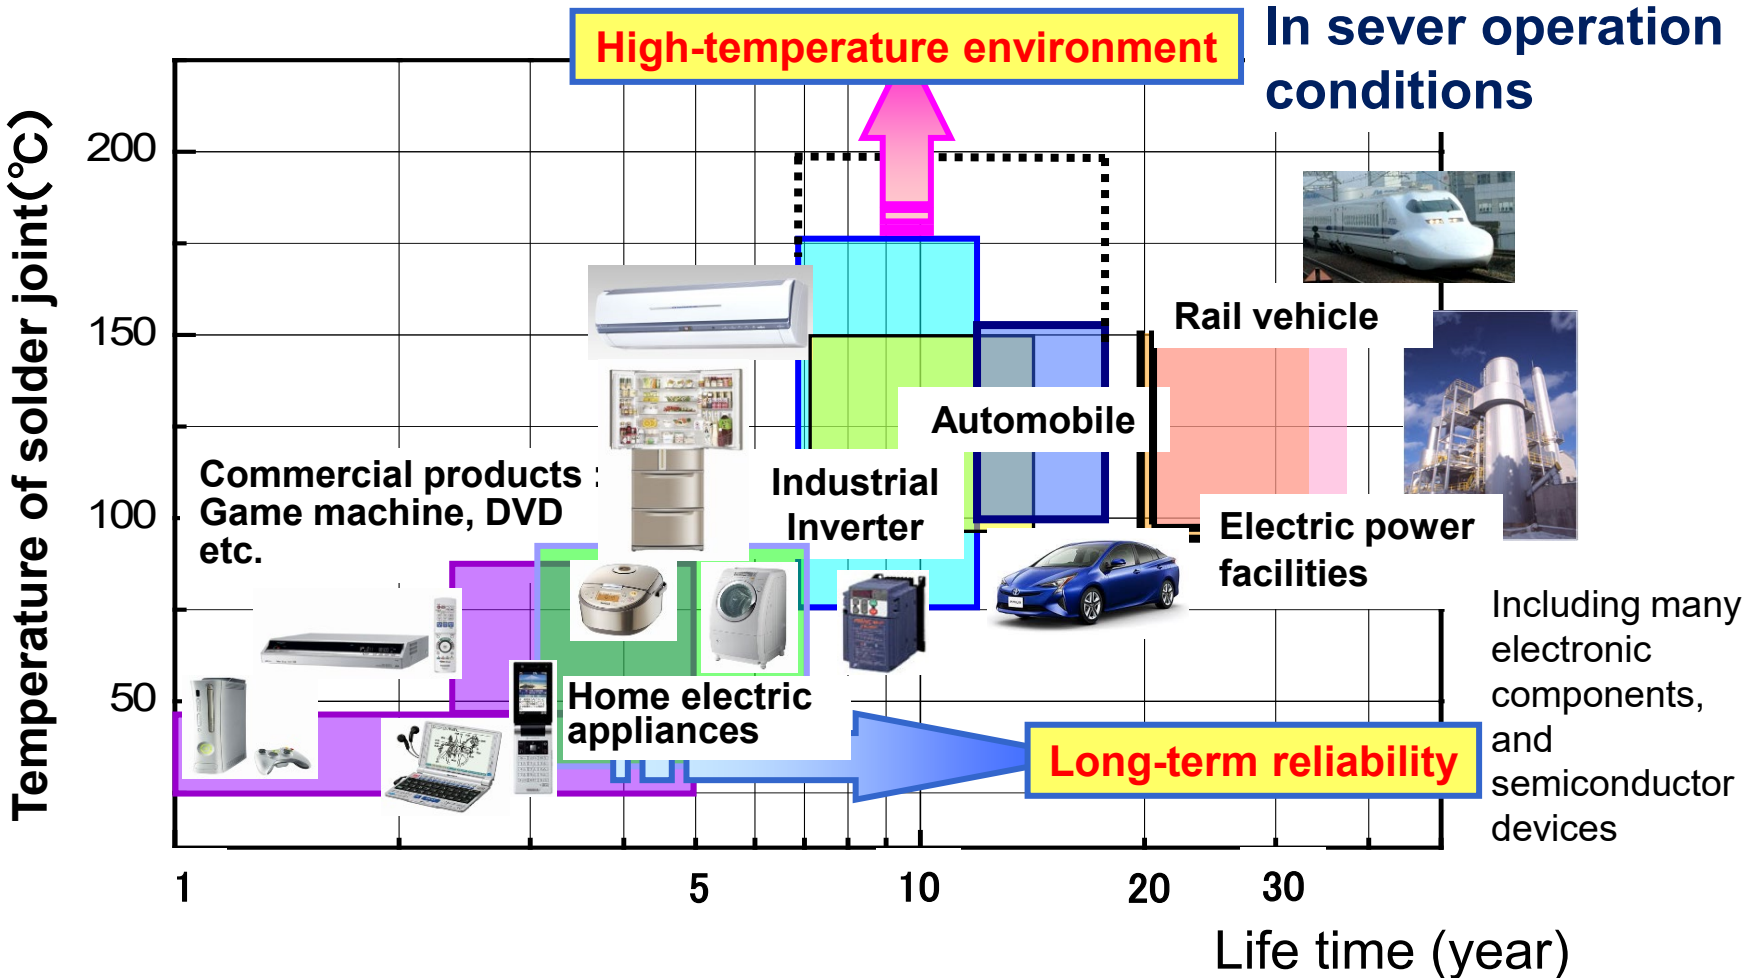 High-temperature environment
In sever operation
conditions
Temperature of solder joint(℃)
200
150
100
50
Rail vehicle
Automobile
Commercial products :
Game machine, DVD
etc.
Industrial
Inverter
Electric power
facilities
Home electric
appliances
Long-term reliability
Including many
electronic
components,
and
semiconductor
devices
1
5
10
20
30
Life time (year)